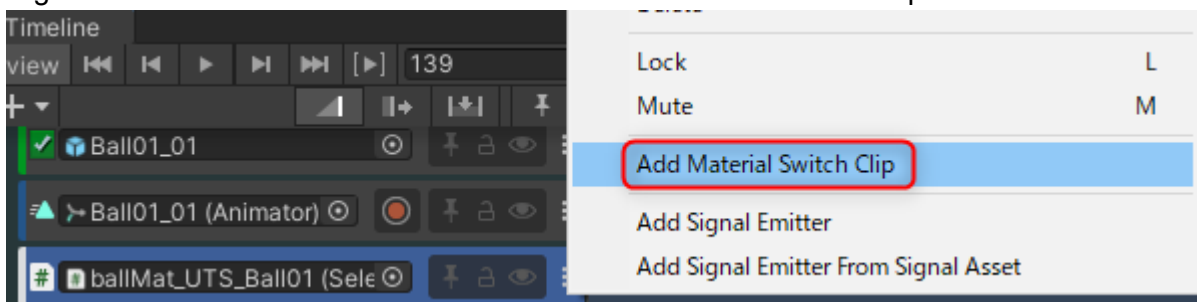 Timeline
view 139
Ball01_01
Ball01_01 (Animator)
ballMat_UTS_Ball01 (Sele
Lock L
Mute M
Add Material Switch Clip
Add Signal Emitter
Add Signal Emitter From Signal Asset